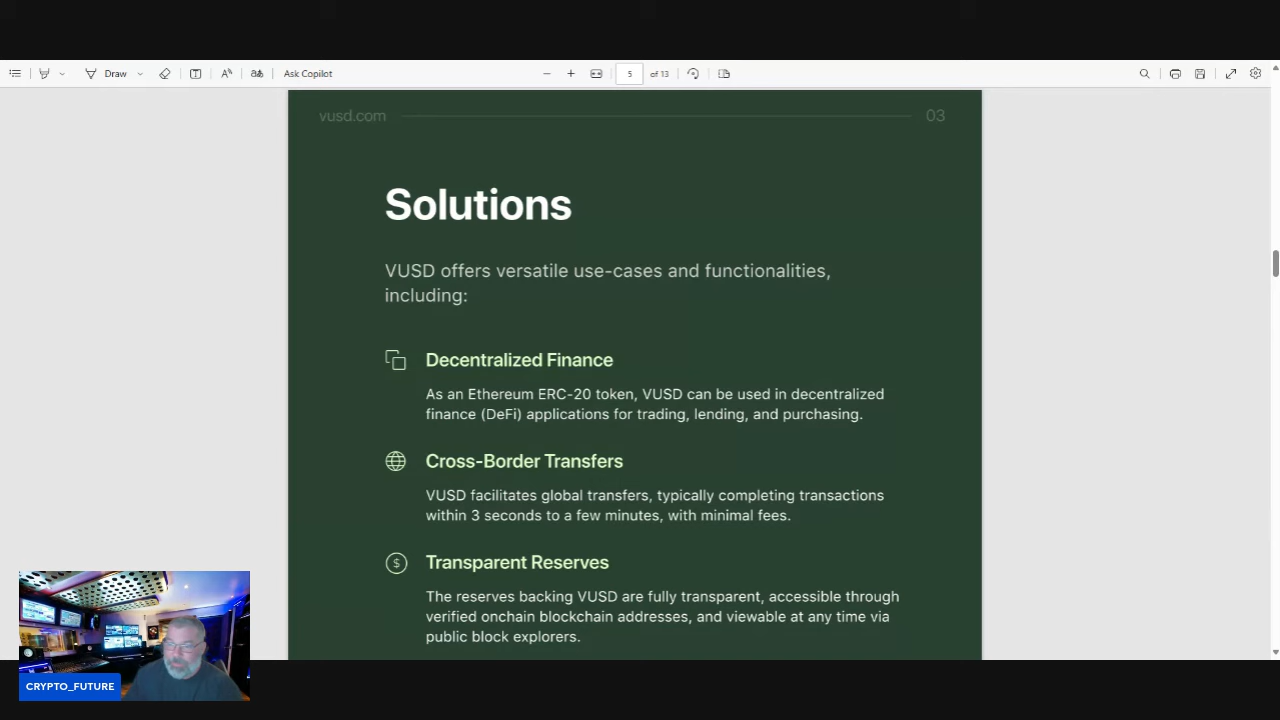 Draw
Ask Copilot
5 of 13
vusd.com 03
Solutions
VUSD offers versatile use-cases and functionalities,
including:
Decentralized Finance
As an Ethereum ERC-20 token, VUSD can be used in decentralized
finance (DeFi) applications for trading, lending, and purchasing.
Cross-Border Transfers
VUSD facilitates global transfers, typically completing transactions
within 3 seconds to a few minutes, with minimal fees.
$
Transparent Reserves
The reserves backing VUSD are fully transparent, accessible through
verified onchain blockchain addresses, and viewable at any time via
public block explorers.
CRYPTO_FUTURE